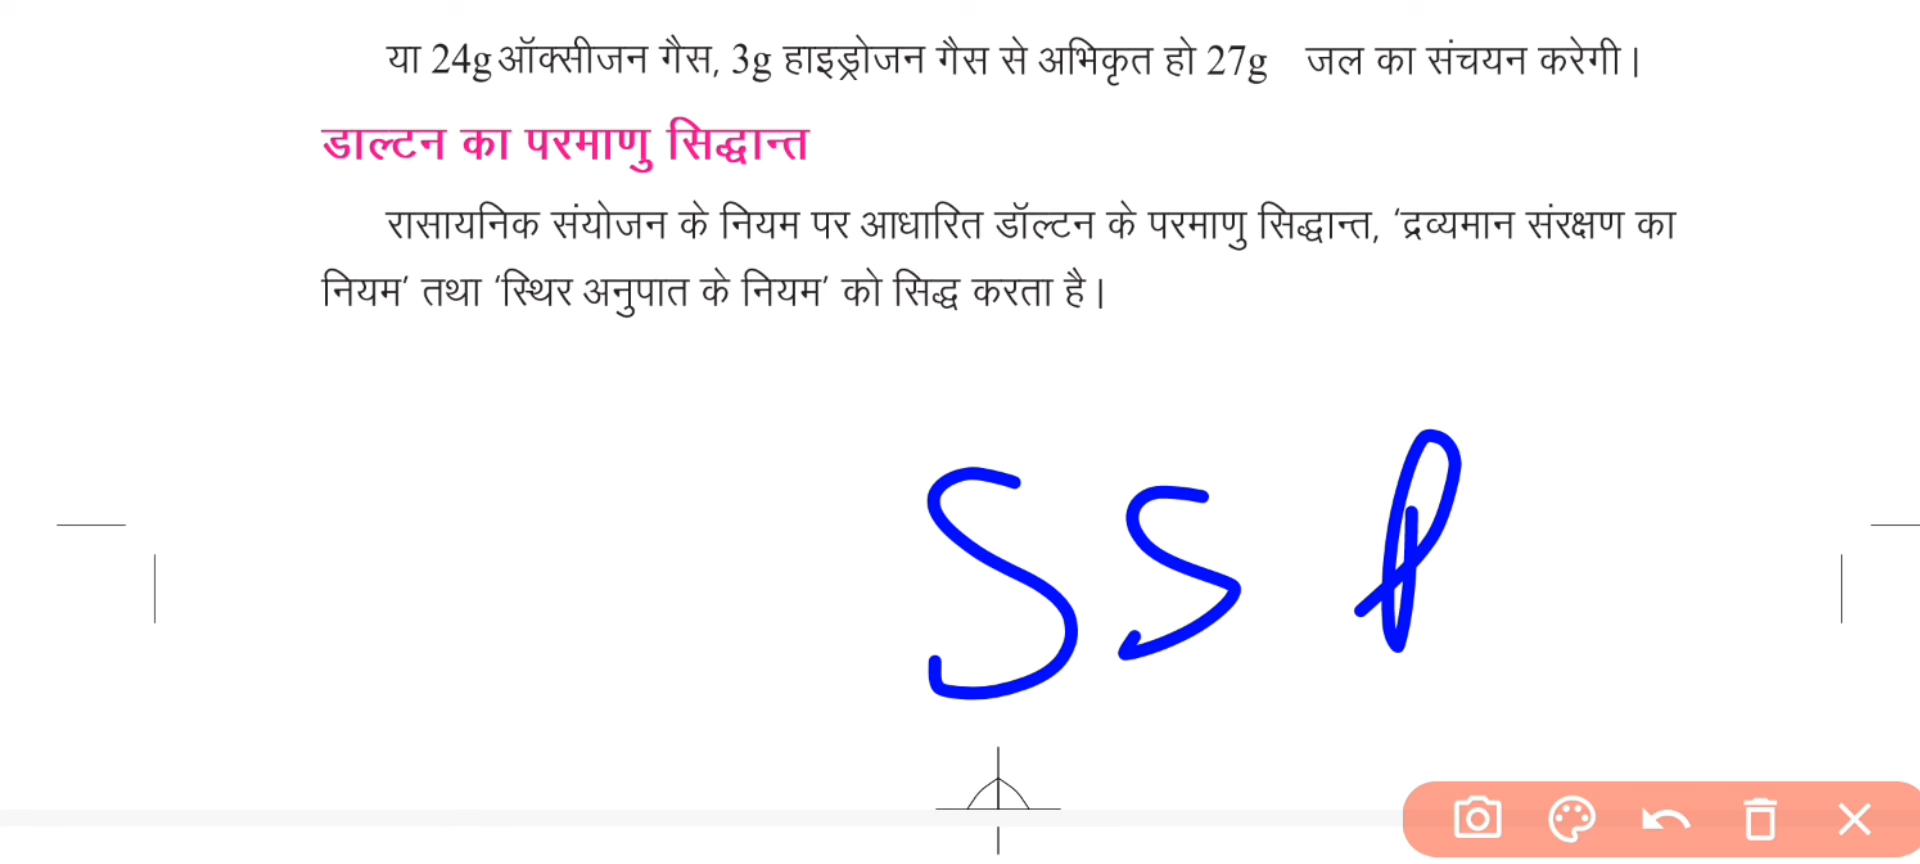 या 24g ऑक्सीजन गैस, 3g हाइड्रोजन गैस से अभिकृत हो 27g जल का संचयन करेगी।
डाल्टन का परमाणु सिद्धान्त
रासायनिक संयोजन के नियम पर आधारित डॉल्टन के परमाणु सिद्धान्त, ‘द्रव्यमान संरक्षण का
नियम’ तथा ‘स्थिर अनुपात के नियम’ को सिद्ध करता है।
SSP